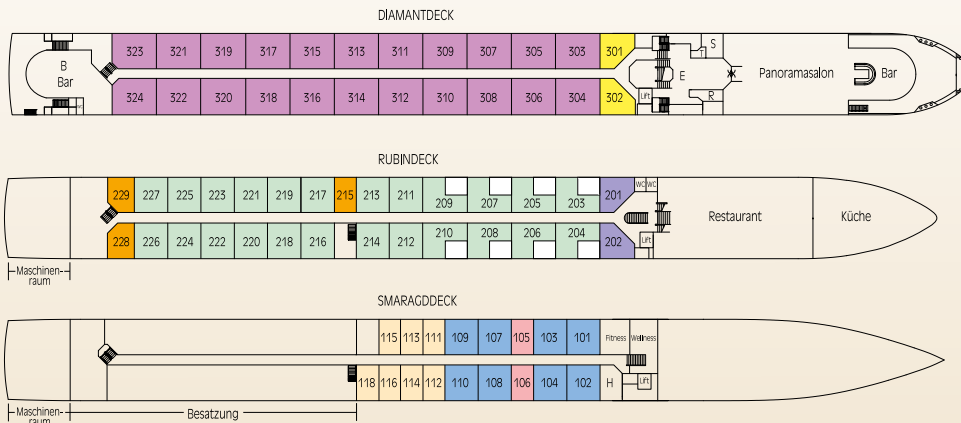 DIAMANTDECK
323 321 319 317 315 313 311 309 307 305 303 301
B
Bar
S
T
E
Panoramasalon
Bar
324 322 320 318 316 314 312 310 308 306 304 302
Lift
R
RUBINDECK
229 227 225 223 221 219 217 215 213 211 209 207 205 203 201
WC WC
Restaurant
Küche
228 226 224 222 220 218 216 214 212 210 208 206 204 202
Lift
Maschinen-
raum
SMARAGDDECK
115 113 111 109 107 105 103 101 Fitness Wellness
118 116 114 112 110 108 106 104 102 H
Lift
Maschinen-
raum
Besatzung